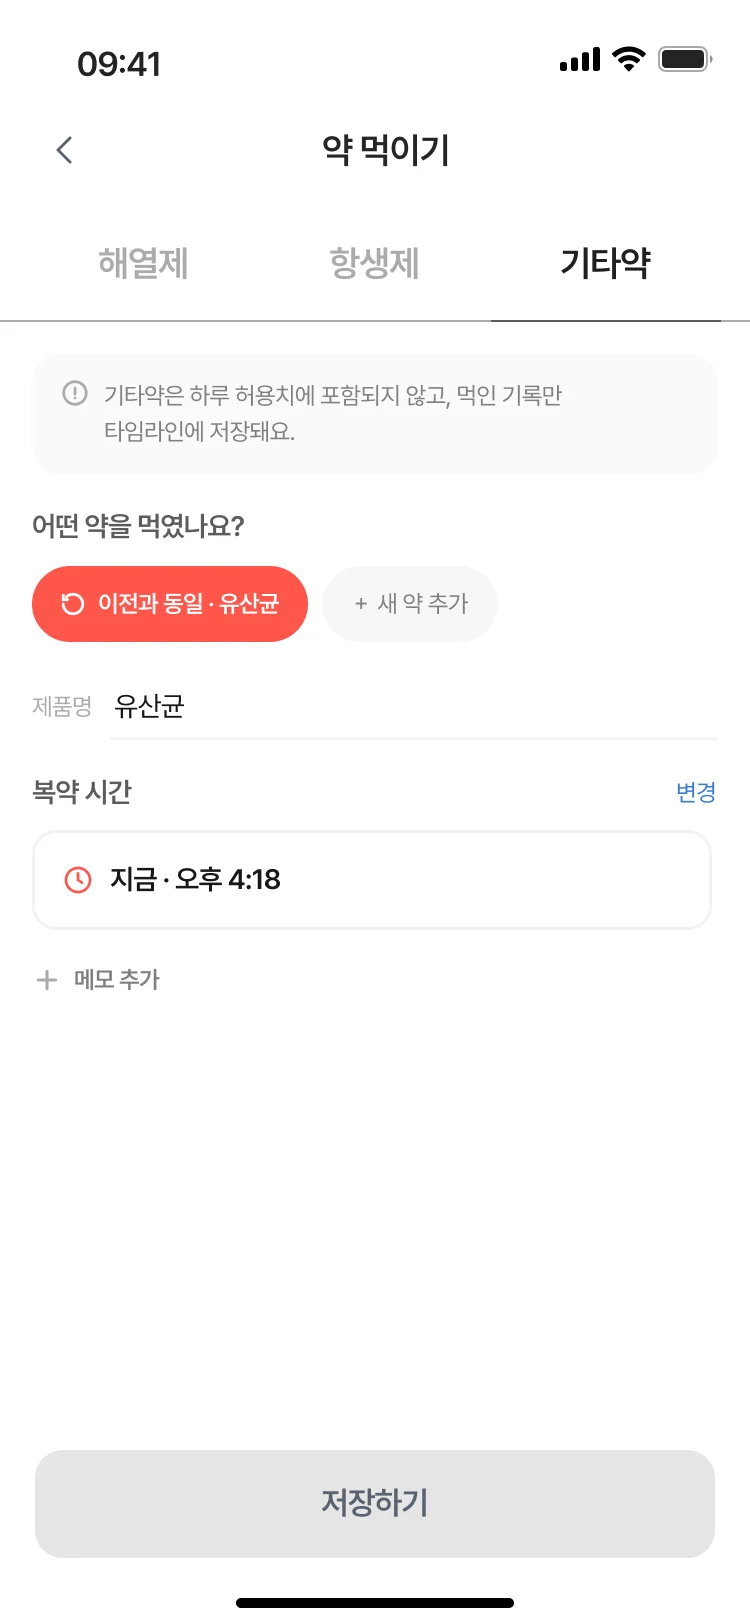 09:41
약 먹이기
해열제 항생제 기타약
기타약은 하루 허용치에 포함되지 않고, 먹인 기록만
타임라인에 저장돼요.
어떤 약을 먹였나요?
이전과 동일 · 유산균 + 새 약 추가
제품명 유산균
복약 시간 변경
지금 · 오후 4:18
+ 메모 추가
저장하기